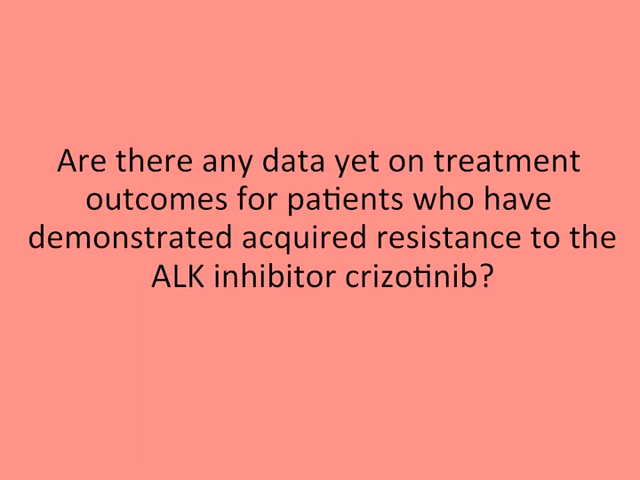 Are there any data yet on treatment
outcomes for patients who have
demonstrated acquired resistance to the
ALK inhibitor crizotinib?